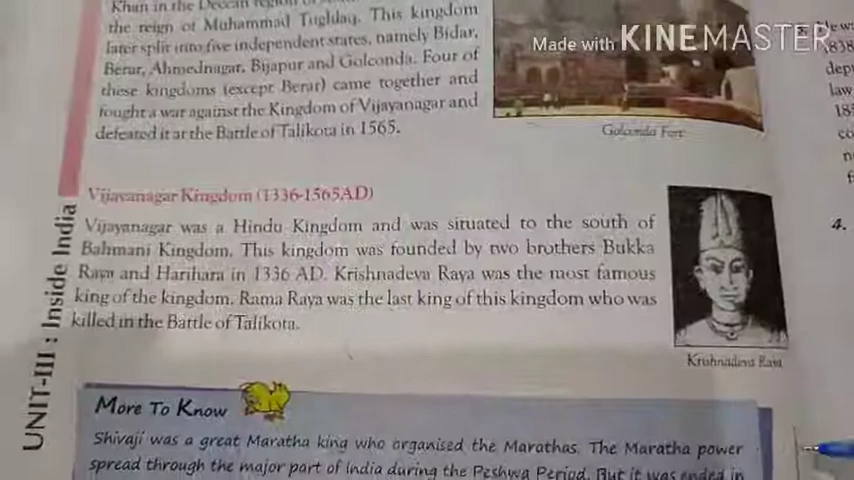 Khan in the Deccan region of
the reign of Muhammad Tughlaq. This kingdom
later split into five independent states, namely Bidar,
Berar, Ahmednagar, Bijapur and Golconda. Four of
these kingdoms (except Berar) came together and
fought a war against the Kingdom of Vijayanagar and
defeated it at the Battle of Talikota in 1565.
Made with KINEMASTER
Golconda Fort
Vijayanagar Kingdom (1336-1565AD)
Vijayanagar was a Hindu Kingdom and was situated to the south of
Bahmani Kingdom. This kingdom was founded by two brothers Bukka
Raya and Harihara in 1336 AD. Krishnadeva Raya was the most famous
king of the kingdom. Rama Raya was the last king of this kingdom who was
killed in the Battle of Talikota.
Krishnadeva Raya
UNIT-III : Inside India
More To Know
Shivaji was a great Maratha king who organised the Marathas. The Maratha power
spread through the major part of India during the Peshwa Period. But it was ended in
1838
law
4.